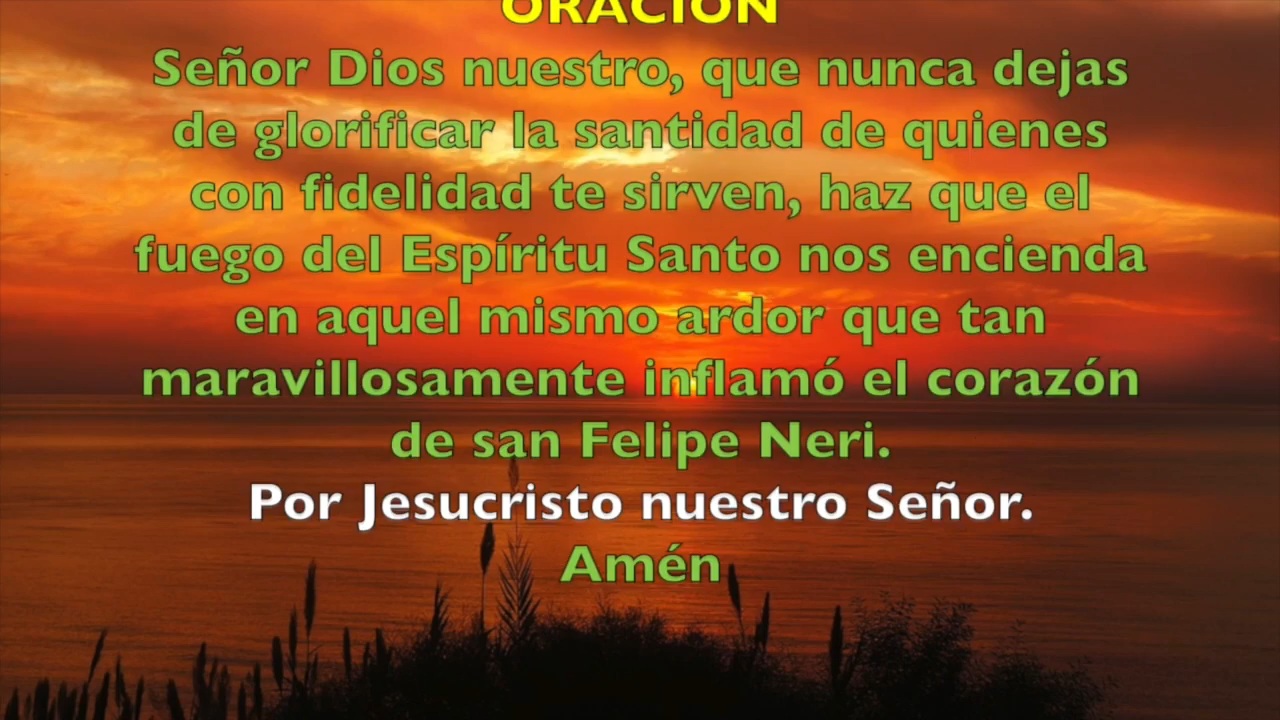 ORACIÓN
Señor Dios nuestro, que nunca dejas
de glorificar la santidad de quienes
con fidelidad te sirven, haz que el
fuego del Espíritu Santo nos encienda
en aquel mismo ardor que tan
maravillosamente inflamó el corazón
de san Felipe Neri.
Por Jesucristo nuestro Señor.
Amén